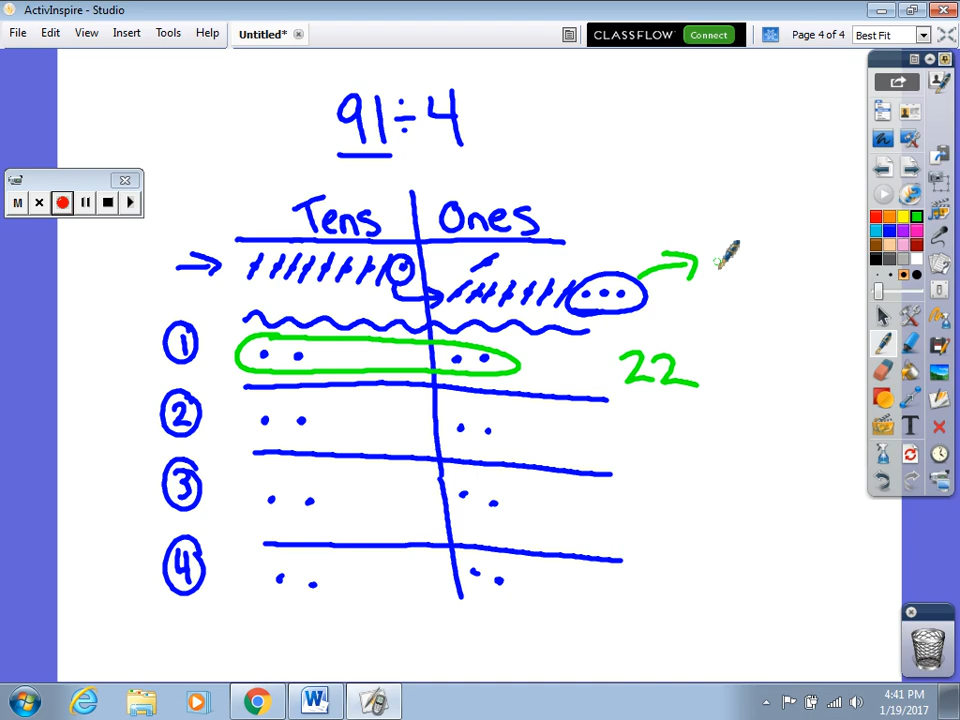 ActivInspire - Studio
File Edit View Insert Tools Help Untitled* CLASSFLOW Connect Page 4 of 4 Best Fit
91÷4
M
Tens Ones
1
22
2
3
4
T
W
4:41 PM
1/19/2017